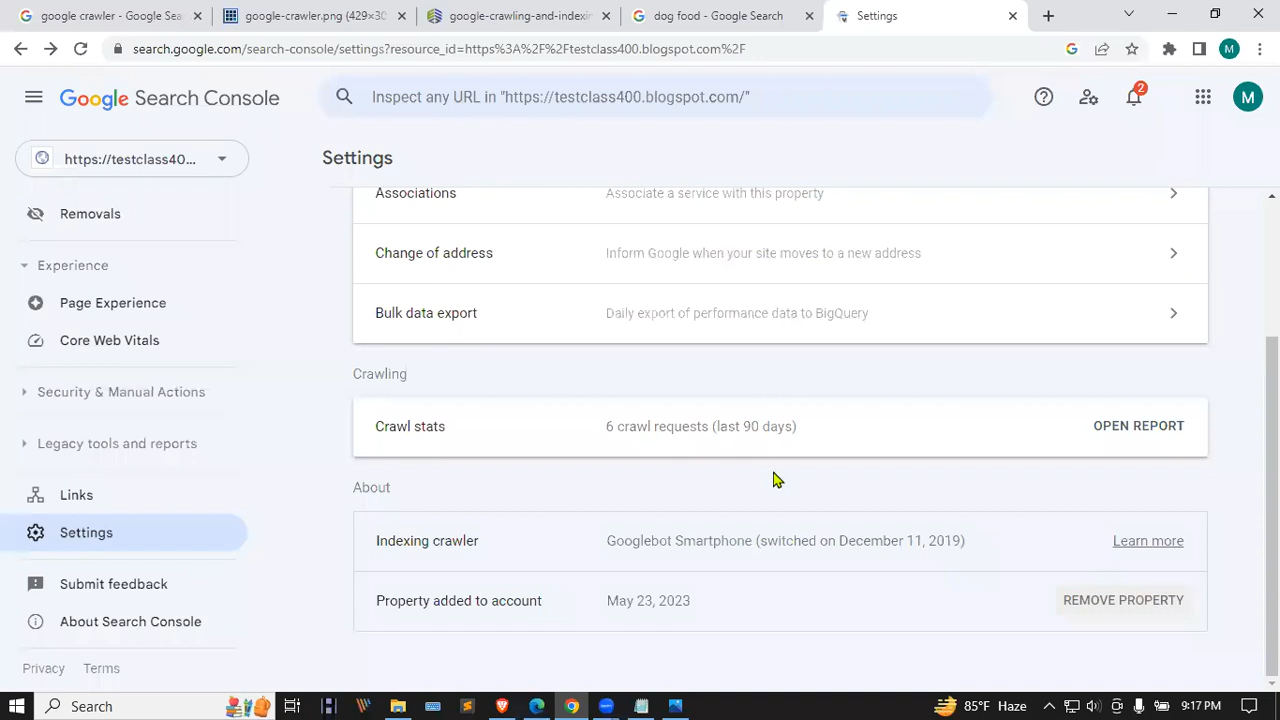 google crawler - Google Sea
google-crawler.png (429×30
google-crawling-and-indexin
dog food - Google Search
Settings
search.google.com/search-console/settings?resource_id=https%3A%2F%2Ftestclass400.blogspot.com%2F
M
Google Search Console
Inspect any URL in "https://testclass400.blogspot.com/"
2
M
https://testclass40...
Settings
Removals
Experience
Page Experience
Core Web Vitals
Security & Manual Actions
Legacy tools and reports
Links
Settings
Submit feedback
About Search Console
Privacy Terms
Associations Associate a service with this property
Change of address Inform Google when your site moves to a new address
Bulk data export Daily export of performance data to BigQuery
Crawling
Crawl stats 6 crawl requests (last 90 days) OPEN REPORT
About
Indexing crawler Googlebot Smartphone (switched on December 11, 2019) Learn more
Property added to account May 23, 2023 REMOVE PROPERTY
Search
85°F Haze
9:17 PM